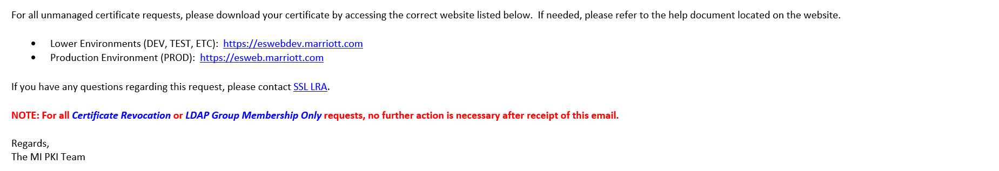 For all unmanaged certificate requests, please download your certificate by accessing the correct website listed below.  If needed, please refer to the help document located on the website.
• Lower Environments (DEV, TEST, ETC):  https://eswebdev.marriott.com
• Production Environment (PROD):  https://esweb.marriott.com
If you have any questions regarding this request, please contact SSL LRA.
NOTE: For all Certificate Revocation or LDAP Group Membership Only requests, no further action is necessary after receipt of this email.
Regards,
The MI PKI Team